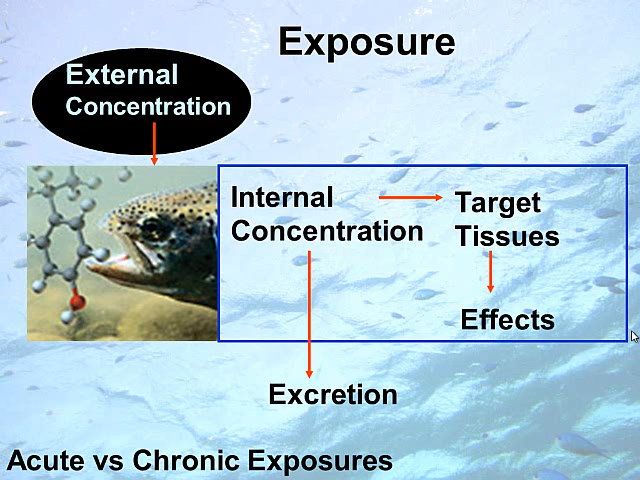 Exposure
External
Concentration
Internal
Concentration
Target
Tissues
Effects
Excretion
Acute vs Chronic Exposures